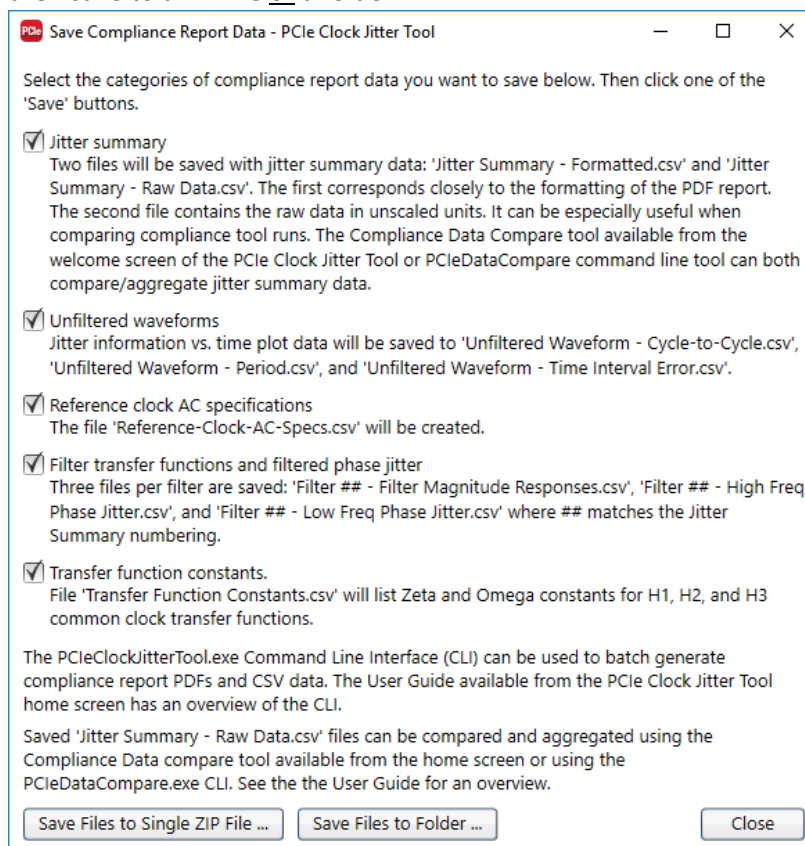 PCIe Save Compliance Report Data - PCIe Clock Jitter Tool
Select the categories of compliance report data you want to save below. Then click one of the
'Save' buttons.
Jitter summary
Two files will be saved with jitter summary data: 'Jitter Summary - Formatted.csv' and 'Jitter
Summary - Raw Data.csv'. The first corresponds closely to the formatting of the PDF report.
The second file contains the raw data in unscaled units. It can be especially useful when
comparing compliance tool runs. The Compliance Data Compare tool available from the
welcome screen of the PCIe Clock Jitter Tool or PCIeDataCompare command line tool can both
compare/aggregate jitter summary data.
Unfiltered waveforms
Jitter information vs. time plot data will be saved to 'Unfiltered Waveform - Cycle-to-Cycle.csv',
'Unfiltered Waveform - Period.csv', and 'Unfiltered Waveform - Time Interval Error.csv'.
Reference clock AC specifications
The file 'Reference-Clock-AC-Specs.csv' will be created.
Filter transfer functions and filtered phase jitter
Three files per filter are saved: 'Filter ## - Filter Magnitude Responses.csv', 'Filter ## - High Freq
Phase Jitter.csv', and 'Filter ## - Low Freq Phase Jitter.csv' where ## matches the Jitter
Summary numbering.
Transfer function constants.
File 'Transfer Function Constants.csv' will list Zeta and Omega constants for H1, H2, and H3
common clock transfer functions.
The PCIeClockJitterTool.exe Command Line Interface (CLI) can be used to batch generate
compliance report PDFs and CSV data. The User Guide available from the PCIe Clock Jitter Tool
home screen has an overview of the CLI.
Saved 'Jitter Summary - Raw Data.csv' files can be compared and aggregated using the
Compliance Data compare tool available from the home screen or using the
PCIeDataCompare.exe CLI. See the the User Guide for an overview.
Save Files to Single ZIP File ... Save Files to Folder ... Close